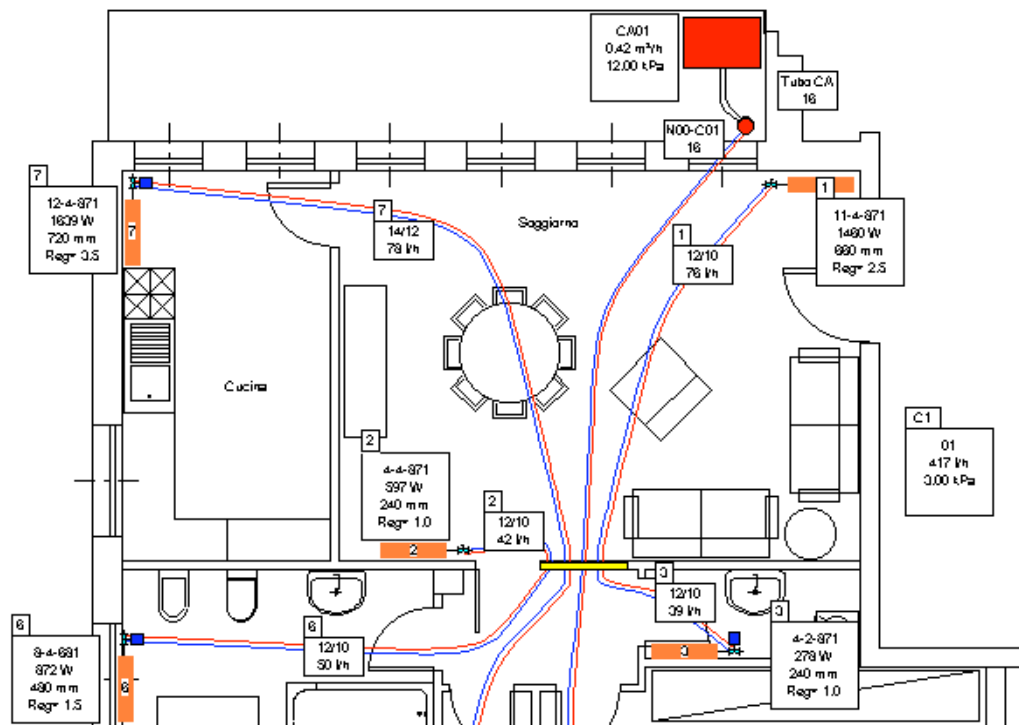 CA01
0.42 m³/h
12.00 kPa
Tubo CA
16
N00-C01
16
7
12-4-871
1639 W
720 mm
Reg= 3.5
7
7
14/12
78 l/h
Soggiorno
1
12/10
76 l/h
1
11-4-871
1460 W
660 mm
Reg= 2.5
Cucina
2
4-4-871
597 W
240 mm
Reg= 1.0
2
2
12/10
42 l/h
C1
01
417 l/h
3.00 kPa
3
12/10
39 l/h
3
3
4-2-871
278 W
240 mm
Reg= 1.0
6
8-4-681
872 W
480 mm
Reg= 1.5
6
6
12/10
50 l/h